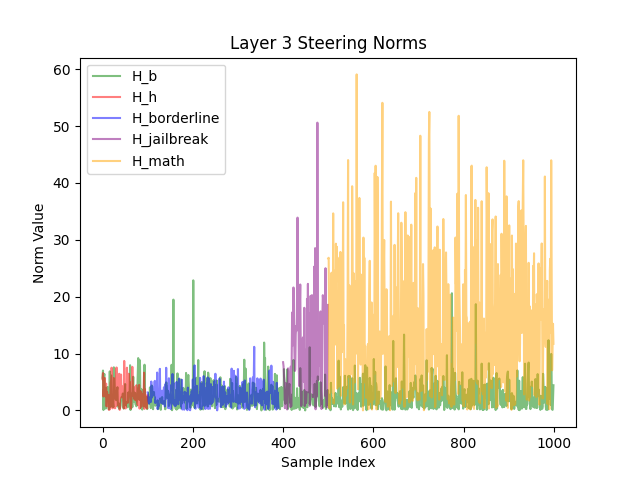 Layer 3 Steering Norms
H_b
H_h
H_borderline
H_jailbreak
H_math
Norm Value
60
50
40
30
20
10
0
0 200 400 600 800 1000
Sample Index